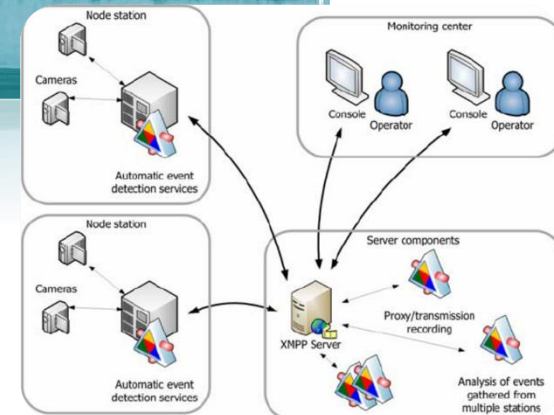 Node station
Cameras
Automatic event
detection services
Node station
Cameras
Automatic event
detection services
Monitoring center
Console
Operator
Console
Operator
Server components
XMPP Server
Proxy/transmission
recording
Analysis of events
gathered from
multiple stations